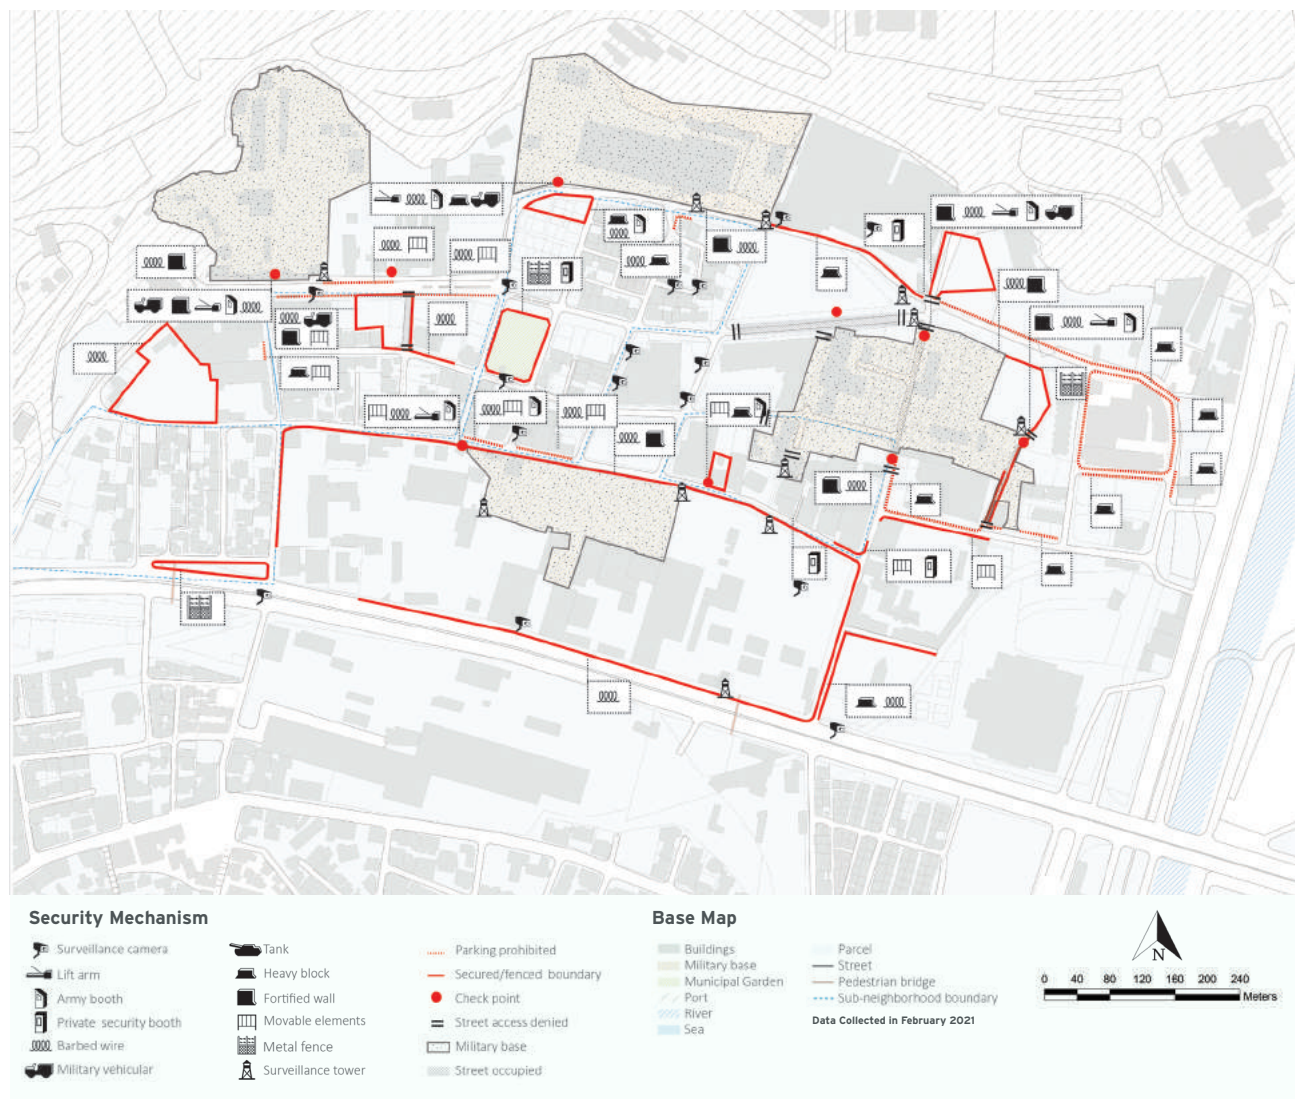 Security Mechanism
Surveillance camera
Lift arm
Army booth
Private security booth
Barbed wire
Military vehicular
Tank
Heavy block
Fortified wall
Movable elements
Metal fence
Surveillance tower
Parking prohibited
Secured/fenced boundary
Check point
Street access denied
Military base
Street occupied
Base Map
Buildings
Military base
Municipal Garden
Port
River
Sea
Parcel
Street
Pedestrian bridge
Sub-neighborhood boundary
Data Collected in February 2021
N
0 40 80 120 160 200 240
Meters